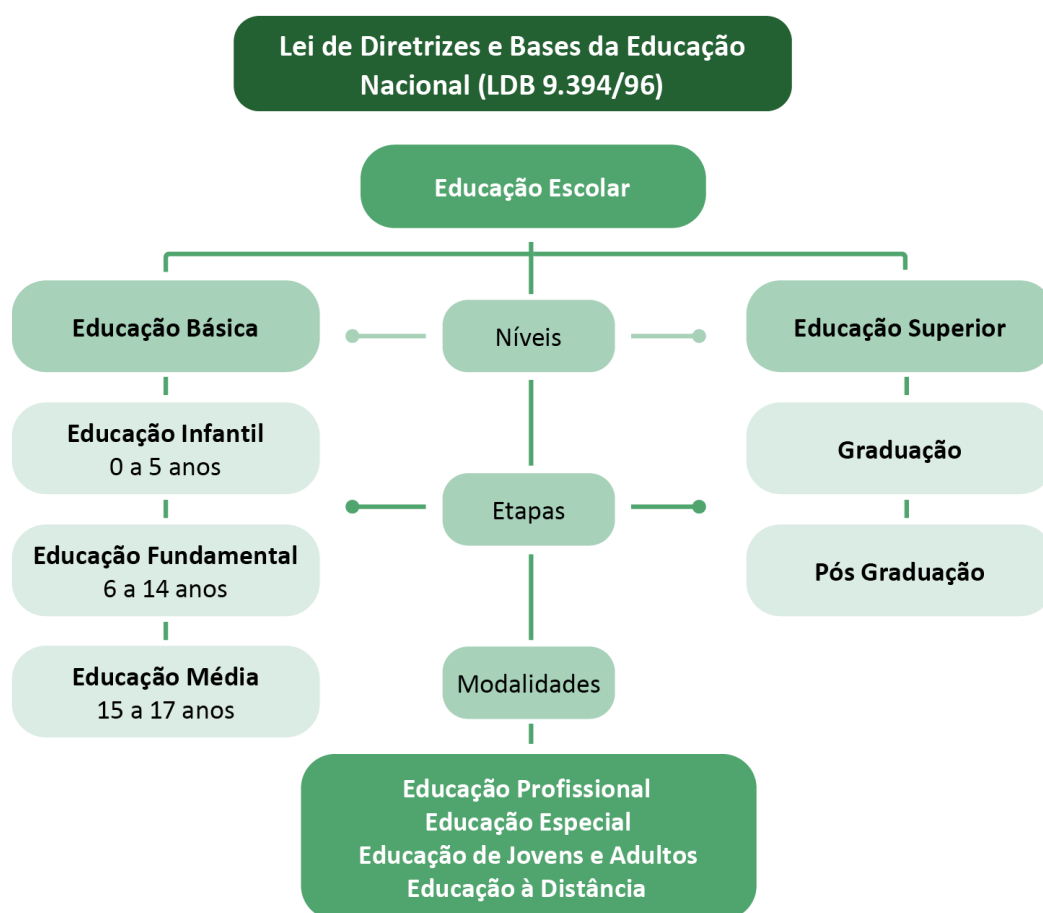 Lei de Diretrizes e Bases da Educação
Nacional (LDB 9.394/96)
Educação Escolar
Educação Básica
Níveis
Educação Superior
Educação Infantil
0 a 5 anos
Graduação
Etapas
Educação Fundamental
6 a 14 anos
Pós Graduação
Educação Média
15 a 17 anos
Modalidades
Educação Profissional
Educação Especial
Educação de Jovens e Adultos
Educação à Distância